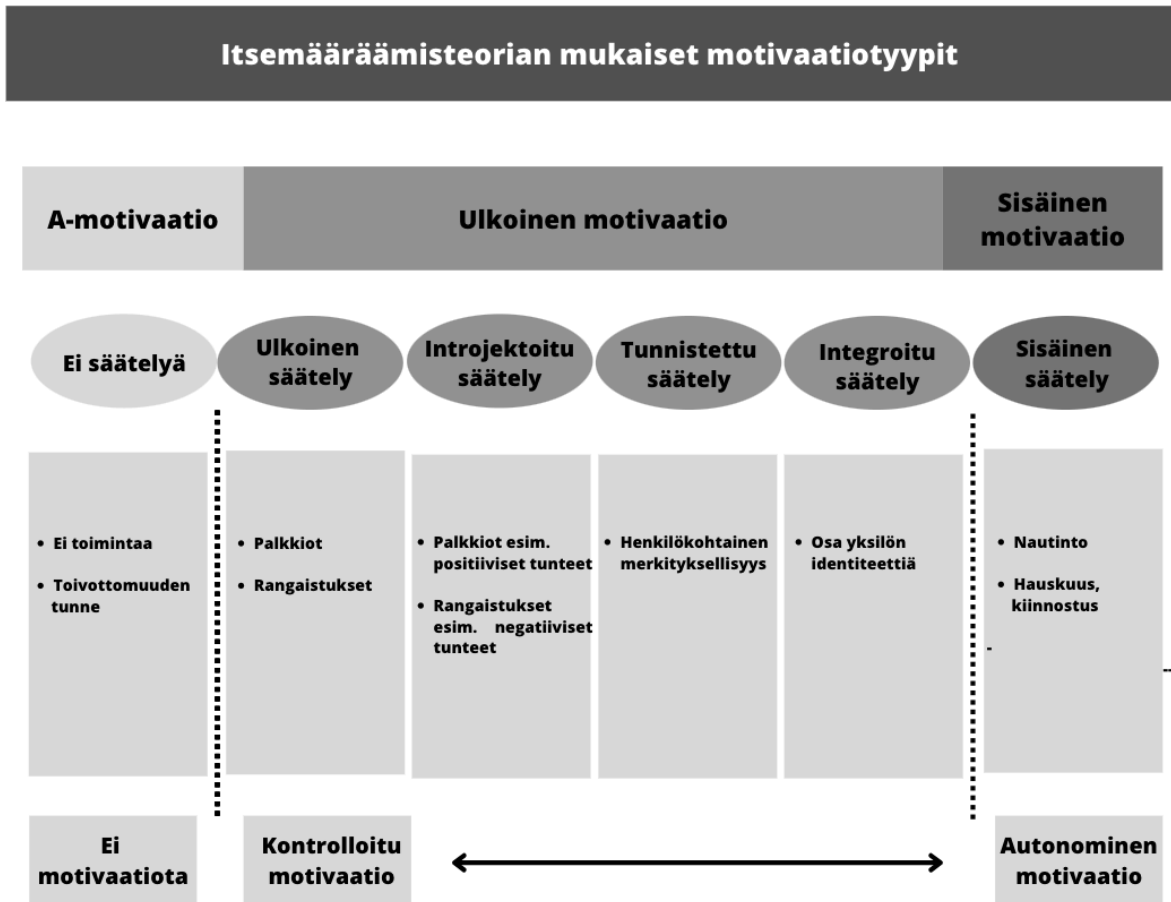 Itsemääräämisteorian mukaiset motivaatiotyypit
A-motivaatio
Ulkoinen motivaatio
Sisäinen
motivaatio
Ei säätelyä
Ulkoinen
säätely
Introjektoitu
säätely
Tunnistettu
säätely
Integroitu
säätely
Sisäinen
säätely
• Ei toimintaa
• Toivottomuuden
tunne
• Palkkiot
• Rangaistukset
• Palkkiot esim.
positiiviset tunteet
• Rangaistukset
esim. negatiiviset
tunteet
• Henkilökohtainen
merkityksellisyys
• Osa yksilön
identiteettiä
• Nautinto
• Hauskuus,
kiinnostus
-
Ei
motivaatiota
Kontrolloitu
motivaatio
Autonominen
motivaatio